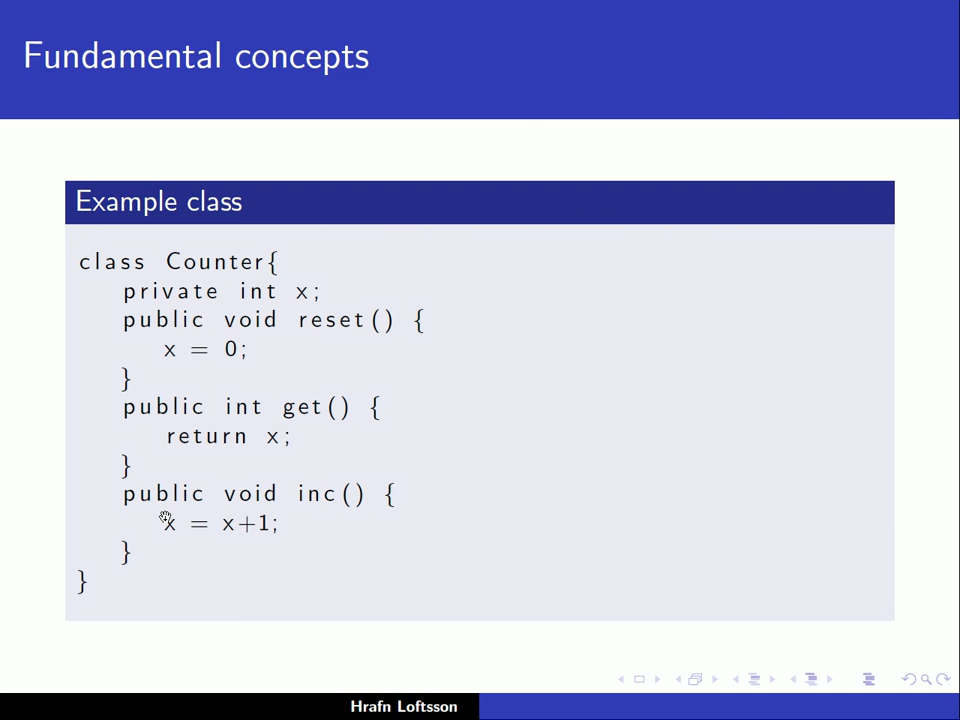 Fundamental concepts
Example class
class Counter{
private int x;
public void reset() {
x = 0;
}
public int get() {
return x;
}
public void inc() {
x = x+1;
}
}
Hrafn Loftsson